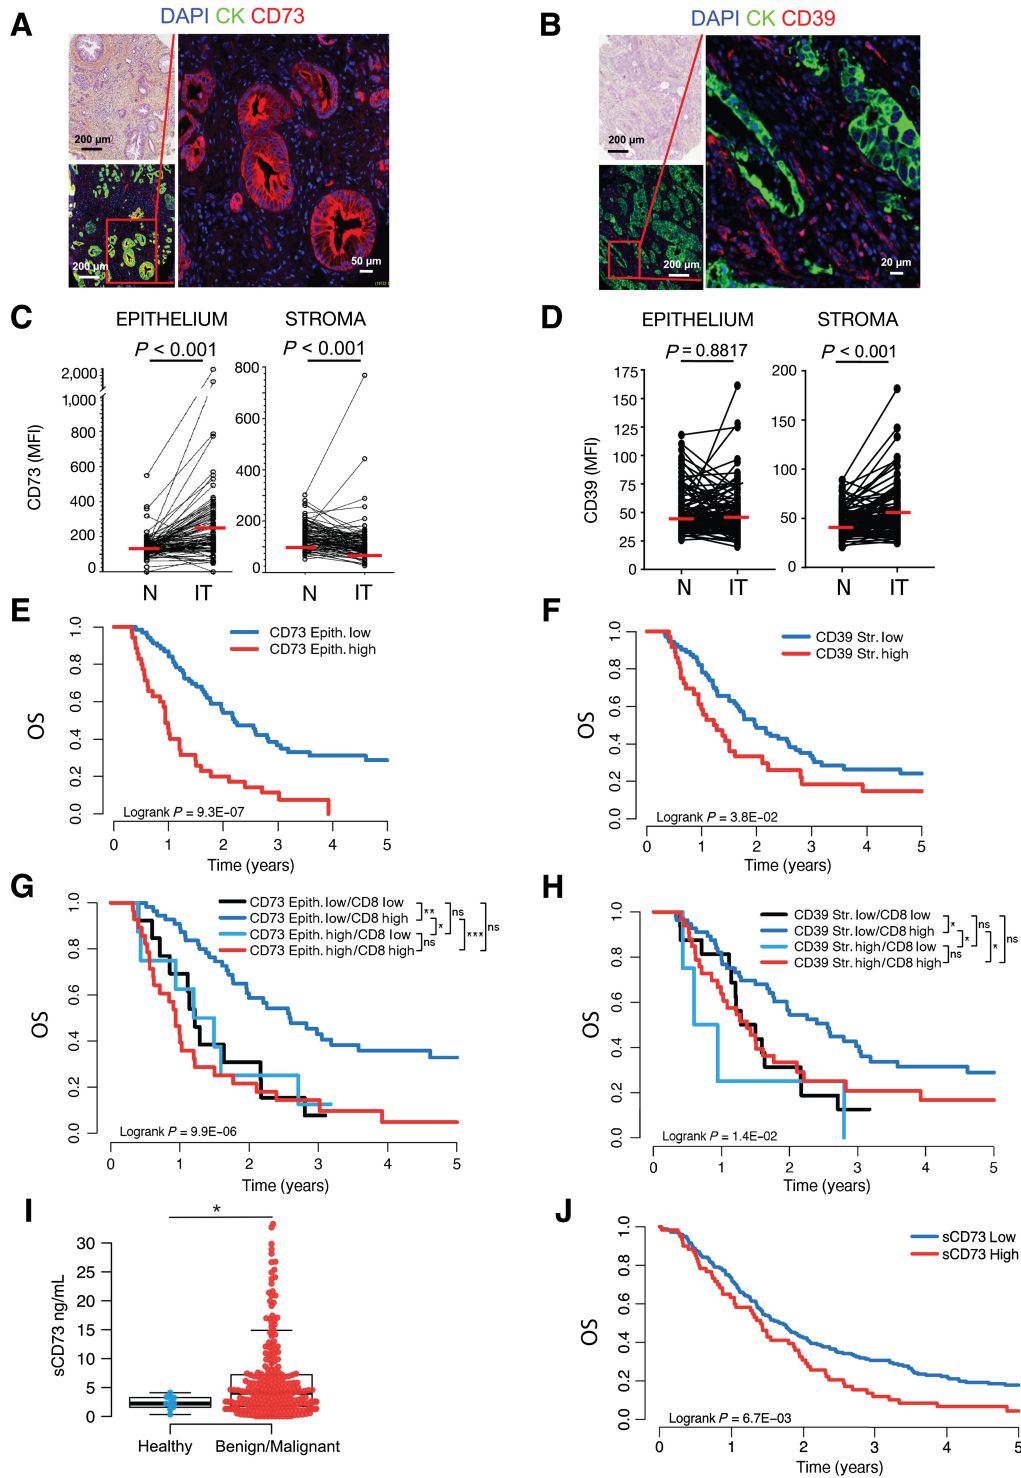 A
DAPI CK CD73
200 µm
200 µm
50 µm
B
DAPI CK CD39
200 µm
200 µm
20 µm
C
EPITHELIUM
STROMA
P < 0.001
P < 0.001
CD73 (MFI)
2,000
1,000
800
600
400
200
0
800
600
400
200
0
N
IT
N
IT
D
EPITHELIUM
STROMA
P = 0.8817
P < 0.001
CD39 (MFI)
175
150
125
100
75
50
25
0
200
150
100
50
0
N
IT
N
IT
E
CD73 Epith. low
CD73 Epith. high
OS
1.0
0.8
0.6
0.4
0.2
0.0
Logrank P = 9.3E–07
0 1 2 3 4 5
Time (years)
F
CD39 Str. low
CD39 Str. high
OS
1.0
0.8
0.6
0.4
0.2
0.0
Logrank P = 3.8E–02
0 1 2 3 4 5
Time (years)
G
CD73 Epith. low/CD8 low
CD73 Epith. low/CD8 high
CD73 Epith. high/CD8 low
CD73 Epith. high/CD8 high
** ns
* ns
ns ***
OS
1.0
0.8
0.6
0.4
0.2
0.0
Logrank P = 9.9E–06
0 1 2 3 4 5
Time (years)
H
CD39 Str. low/CD8 low
CD39 Str. low/CD8 high
CD39 Str. high/CD8 low
CD39 Str. high/CD8 high
* ns
* ns
ns *
OS
1.0
0.8
0.6
0.4
0.2
0.0
Logrank P = 1.4E–02
0 1 2 3 4 5
Time (years)
I
*
sCD73 ng/mL
30
25
20
15
10
5
0
Healthy
Benign/Malignant
J
sCD73 Low
sCD73 High
OS
1.0
0.8
0.6
0.4
0.2
0.0
Logrank P = 6.7E–03
0 1 2 3 4 5
Time (years)